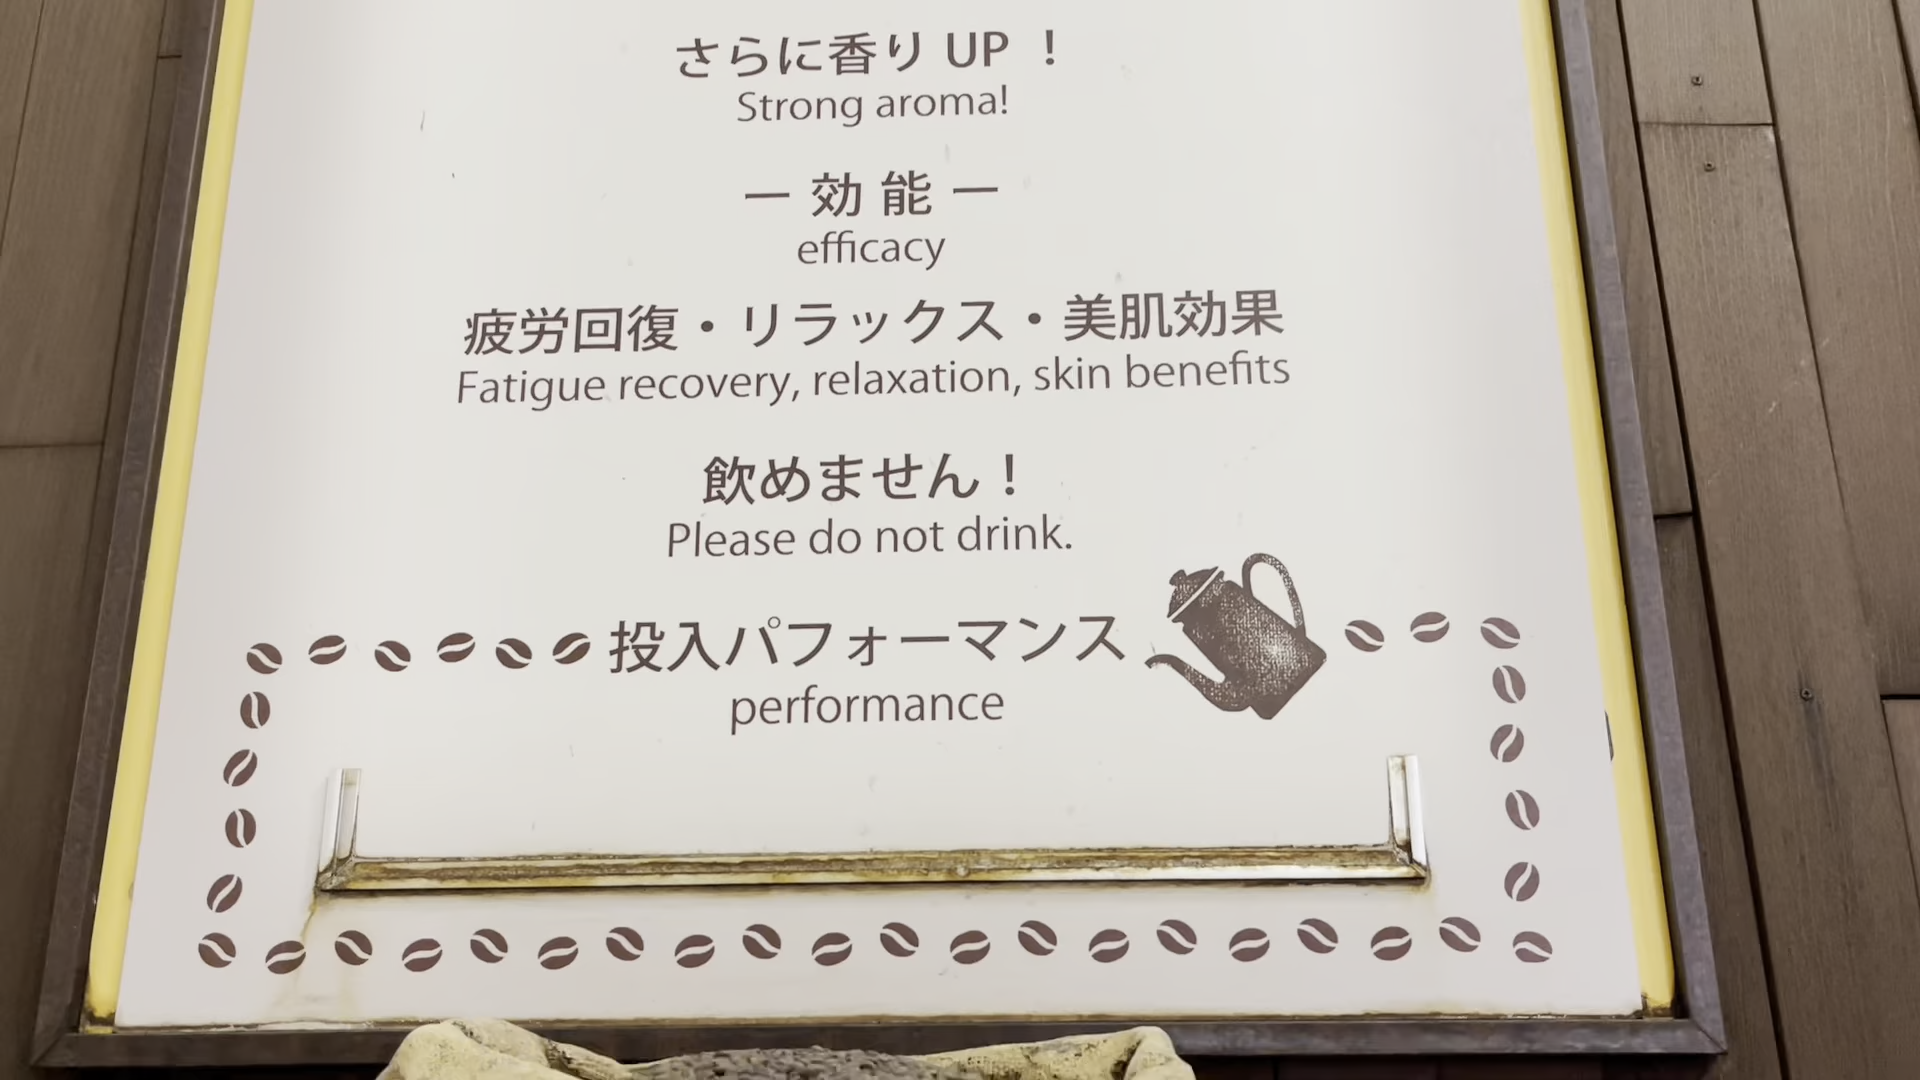 さらに香り UP ！
Strong aroma!
ー 効 能 ー
efficacy
疲労回復・リラックス・美肌効果
Fatigue recovery, relaxation, skin benefits
飲めません！
Please do not drink.
投入パフォーマンス
performance